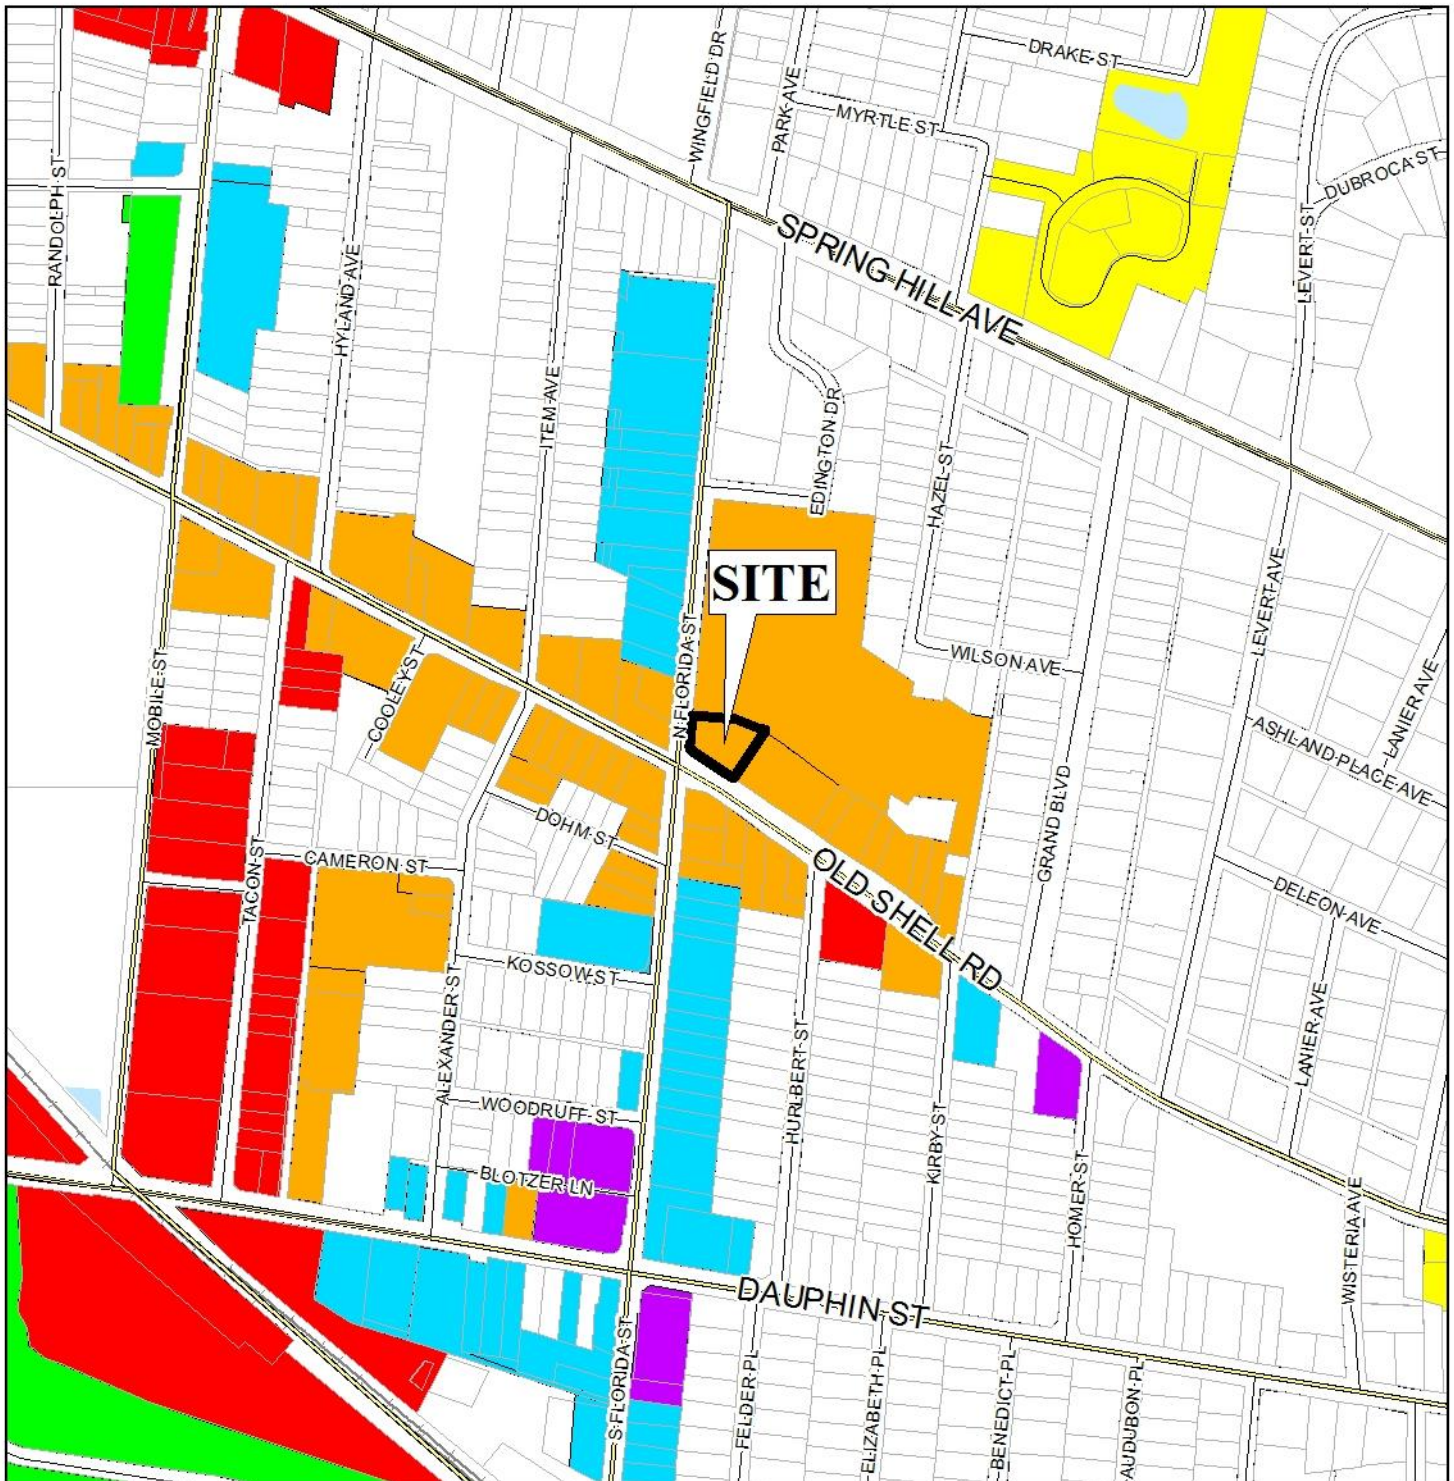 DRAKE ST
WINGFIELD DR
PARK AVE
MYRTLE ST
DUBROCA ST
RANDOLPH ST
LEVERT ST
SPRING HILL AVE
HYLAND AVE
ITEM AVE
EDINGTON DR
HAZEL ST
SITE
LEVERT AVE
N FLORIDA ST
WILSON AVE
MOBILE ST
COOLEY ST
LANIER AVE
ASHLAND PLACE AVE
GRAND BLVD
DOHM ST
CAMERON ST
TACON ST
OLD SHELL RD
DELEON AVE
KOSSOW ST
ALEXANDER ST
LANIER AVE
HURLBERT ST
WOODRUFF ST
KIRBY ST
BLOTZER LN
HOMER ST
WISTERIA AVE
DAUPHIN ST
S FLORIDA ST
FELDER PL
ELIZABETH PL
BENEDICT PL
AUDUBON PL